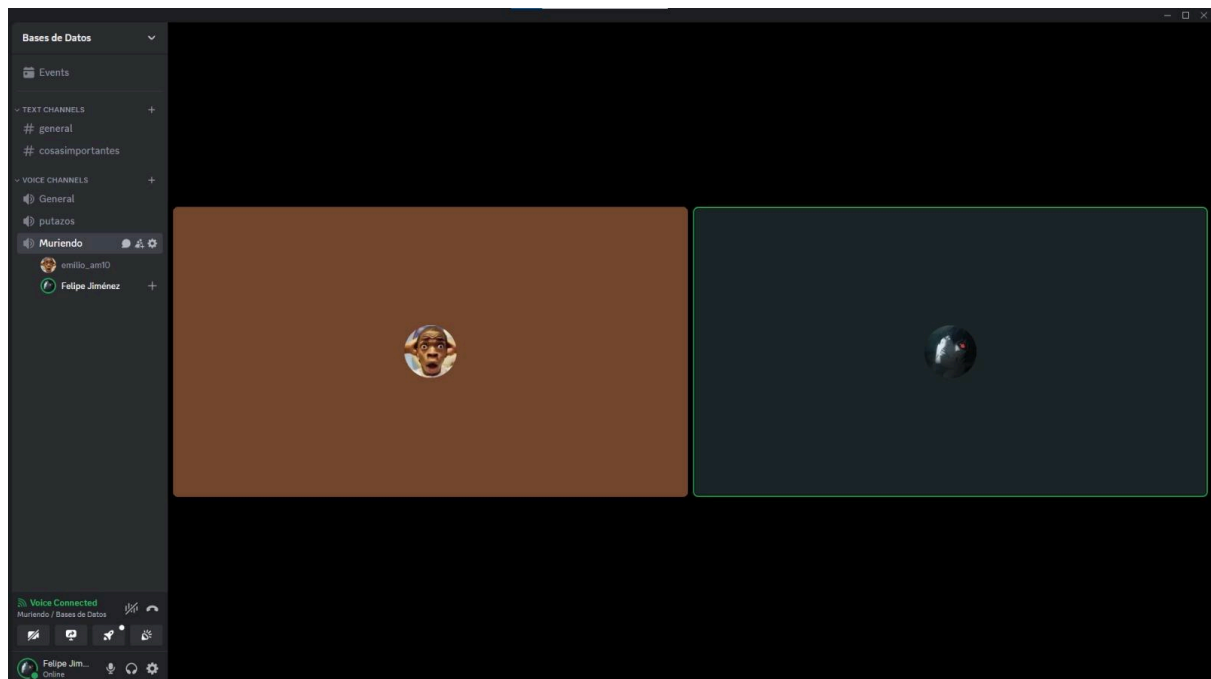 Bases de Datos
Events
TEXT CHANNELS
# general
# cosasimportantes
VOICE CHANNELS
General
putazos
Muriendo
emilio_am10
Felipe Jiménez
Voice Connected
Muriendo / Bases de Datos
Felipe Jim...
Online